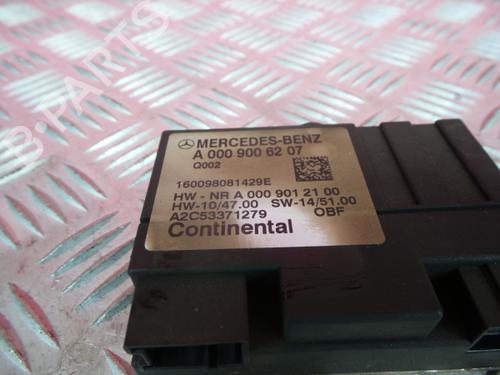 MERCEDES-BENZ
A 000 900 62 07
Q002
160098081429E
HW - NR A 000 901 21 00
HW-10/47.00 SW-14/51.00
A2C53371279 OBF
Continental
B-PARTS